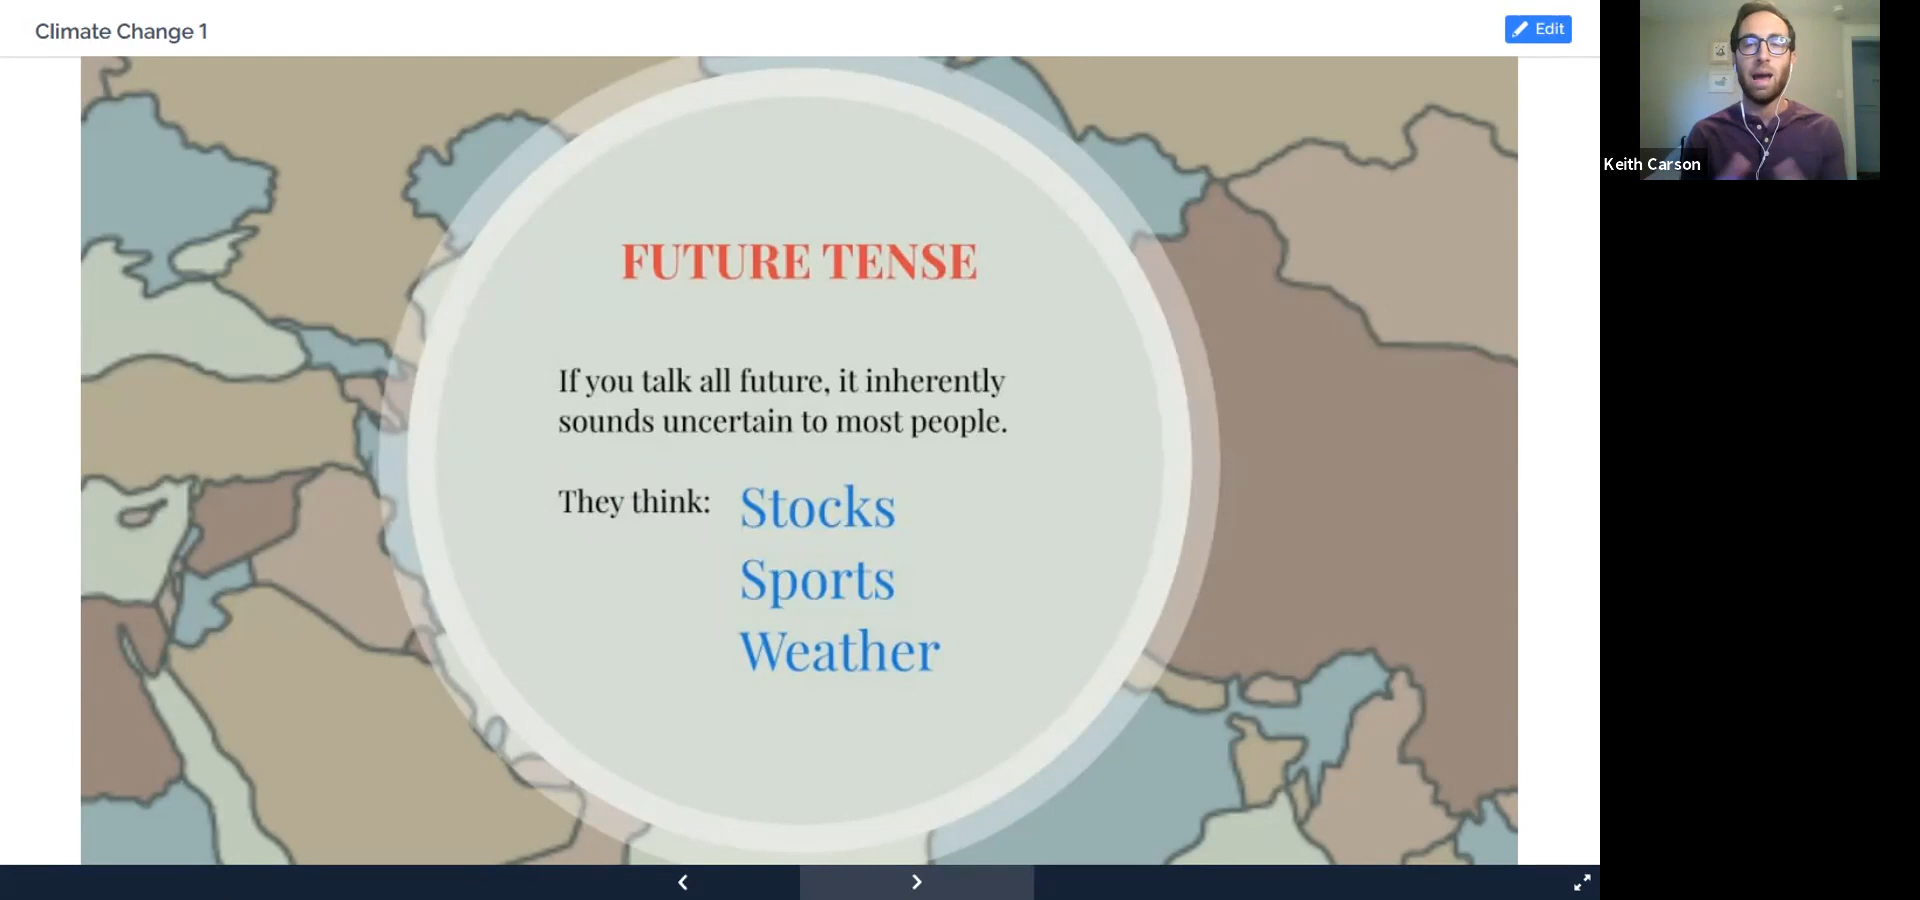 Climate Change 1
Edit
Keith Carson
FUTURE TENSE
If you talk all future, it inherently
sounds uncertain to most people.
They think: Stocks
Sports
Weather